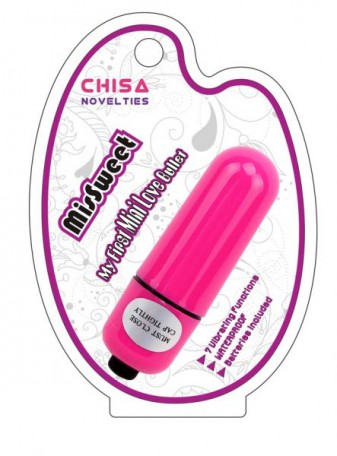 CHISA
NOVELTIES
MisSweet
My First Mini Love Bullet
MUST CLOSE
CAP TIGHTLY
7 Vibrating Functions
WATERPROOF
Batteries Included